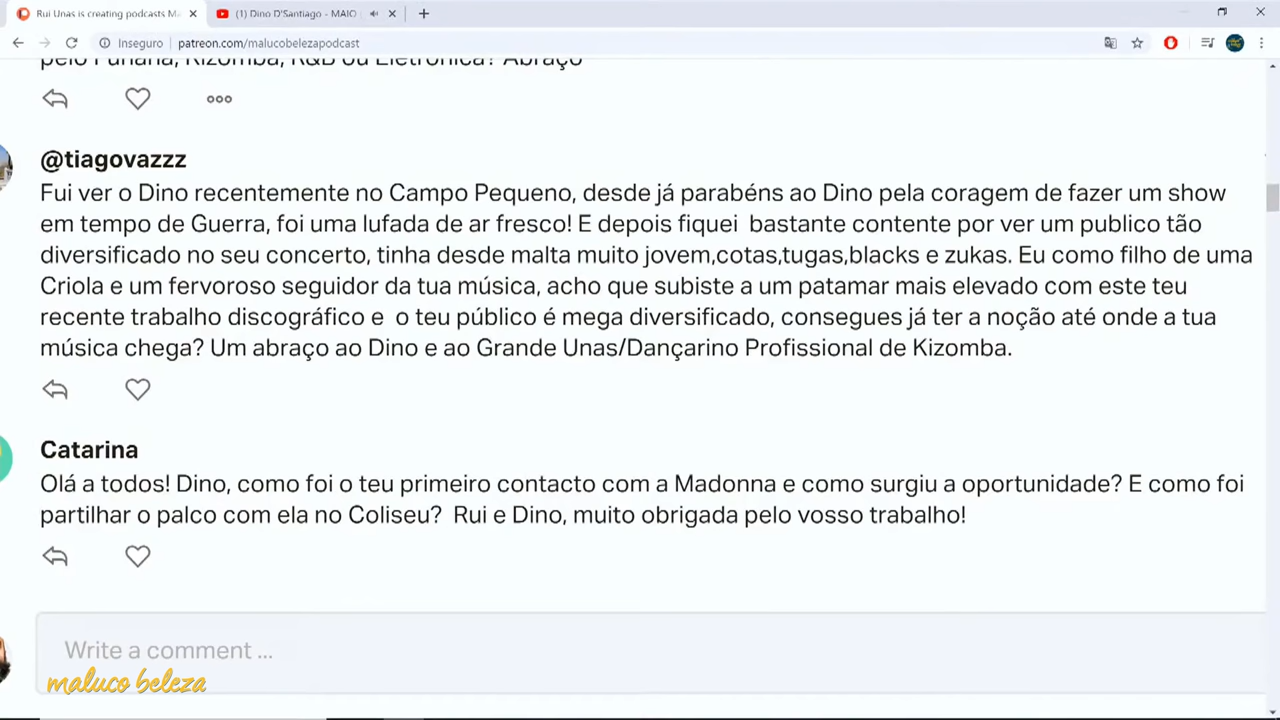 Rui Unas is creating podcasts Ma
(1) Dino D'Santiago - MAIO
Inseguro
patreon.com/malucobelezapodcast
pelo Funaná, Kizomba, R&B ou Eletrónica? Abraço
@tiagovazzz
Fui ver o Dino recentemente no Campo Pequeno, desde já parabéns ao Dino pela coragem de fazer um show
em tempo de Guerra, foi uma lufada de ar fresco! E depois fiquei bastante contente por ver um publico tão
diversificado no seu concerto, tinha desde malta muito jovem,cotas,tugas,blacks e zukas. Eu como filho de uma
Criola e um fervoroso seguidor da tua música, acho que subiste a um patamar mais elevado com este teu
recente trabalho discográfico e o teu público é mega diversificado, consegues já ter a noção até onde a tua
música chega? Um abraço ao Dino e ao Grande Unas/Dançarino Profissional de Kizomba.
Catarina
Olá a todos! Dino, como foi o teu primeiro contacto com a Madonna e como surgiu a oportunidade? E como foi
partilhar o palco com ela no Coliseu? Rui e Dino, muito obrigada pelo vosso trabalho!
Write a comment ...
maluco beleza